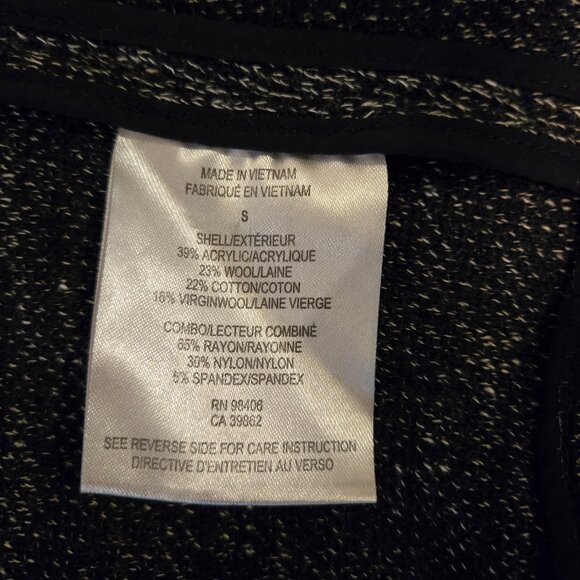 MADE IN VIETNAM
FABRIQUÉ EN VIETNAM
S
SHELL/EXTÉRIEUR
39% ACRYLIC/ACRYLIQUE
23% WOOL/LAINE
22% COTTON/COTON
16% VIRGINWOOL/LAINE VIERGE
COMBO/LECTEUR COMBINÉ
65% RAYON/RAYONNE
30% NYLON/NYLON
5% SPANDEX/SPANDEX
RN 98406
CA 39862
SEE REVERSE SIDE FOR CARE INSTRUCTION
DIRECTIVE D'ENTRETIEN AU VERSO